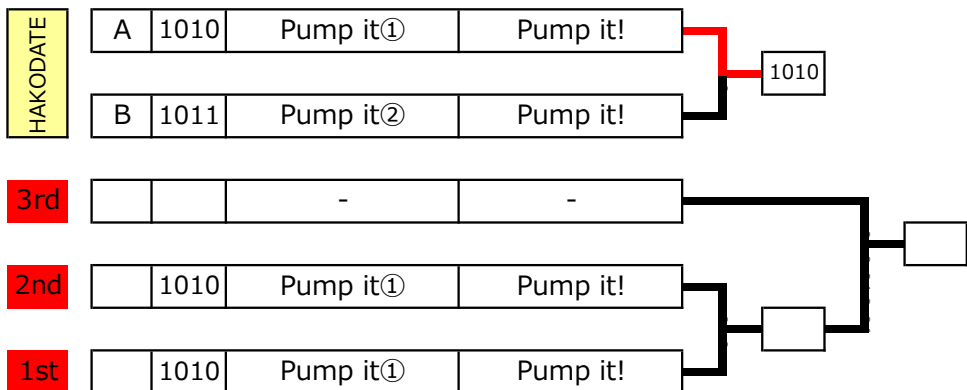 HAKODATE
A 1010 Pump it① Pump it!
1010
B 1011 Pump it② Pump it!
3rd - -
2nd 1010 Pump it① Pump it!
1st 1010 Pump it① Pump it!